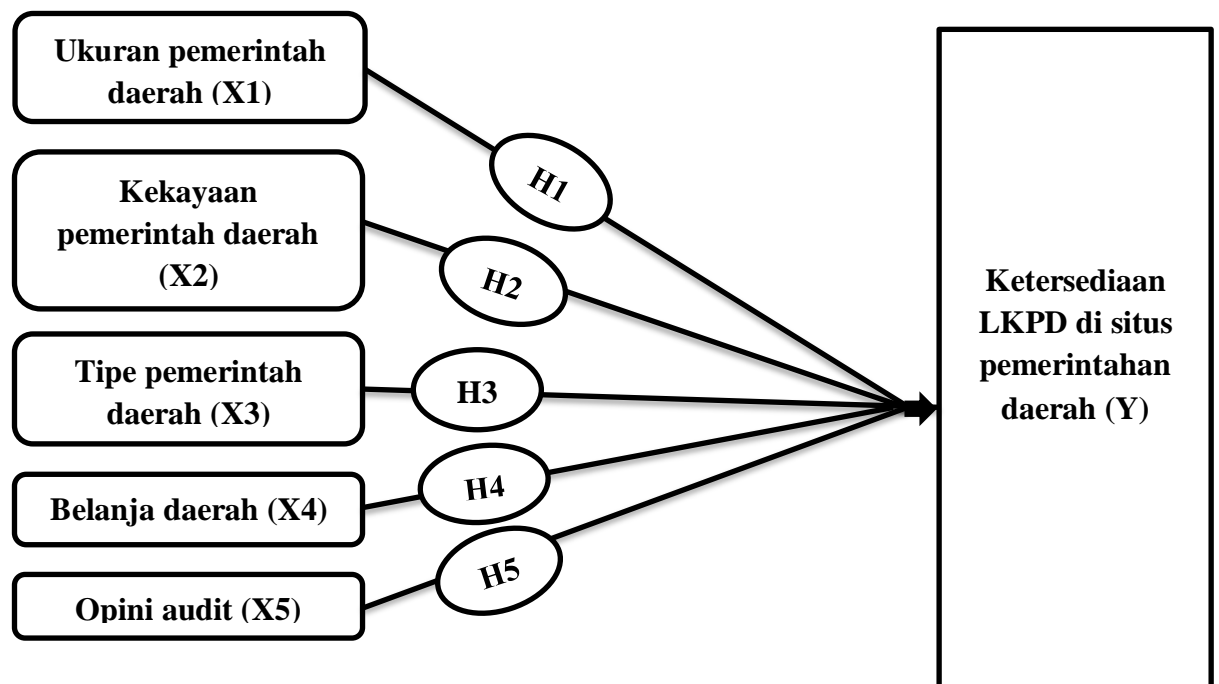 Ukuran pemerintah
daerah (X1)
H1
Kekayaan
pemerintah daerah
(X2)
H2
Tipe pemerintah
daerah (X3)
H3
Belanja daerah (X4)
H4
Opini audit (X5)
H5
Ketersediaan
LKPD di situs
pemerintahan
daerah (Y)